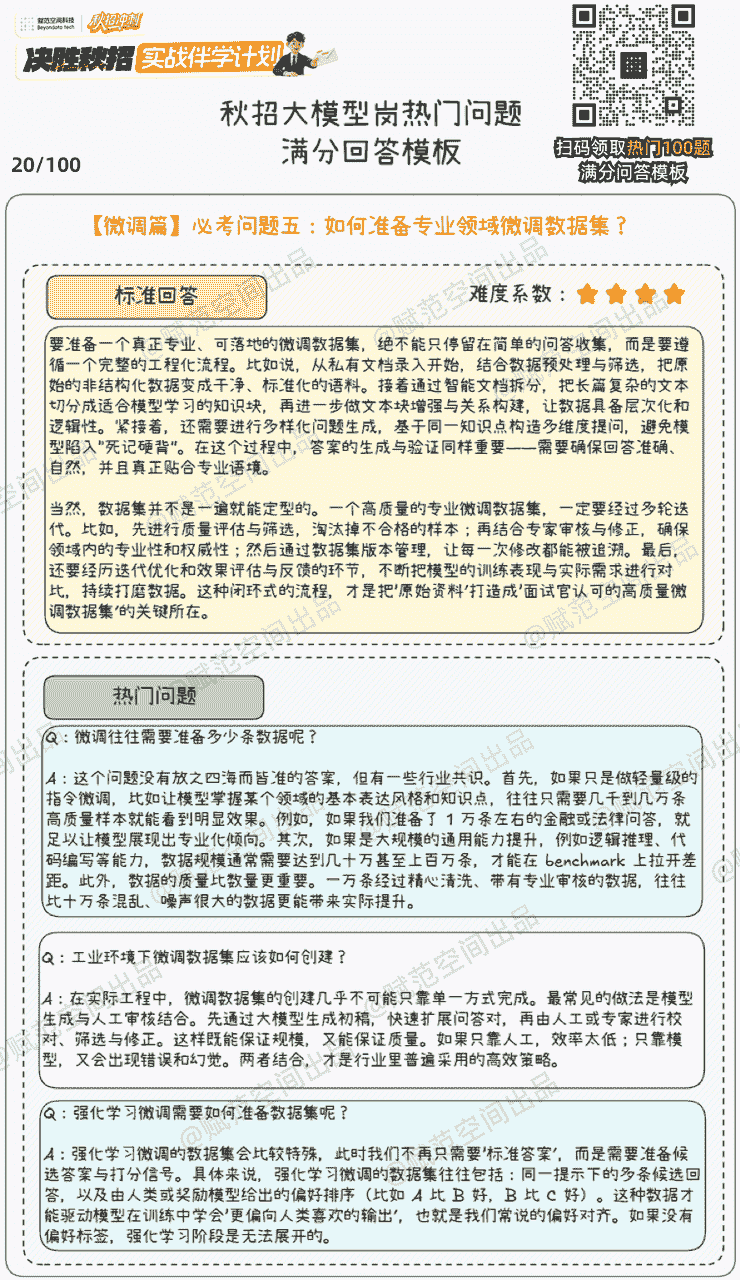 赋范空间科技
Beyondata tech
秋招冲刺
决胜秋招 实战伴学计划
秋招大模型岗热门问题
满分回答模板
20/100
扫码领取热门100题
满分问答模板
【微调篇】必考问题五：如何准备专业领域微调数据集？
标准回答
难度系数：
要准备一个真正专业、可落地的微调数据集，绝不能只停留在简单的问答收集，而是要遵
循一个完整的工程化流程。比如说，从私有文档录入开始，结合数据预处理与筛选，把原
始的非结构化数据变成干净、标准化的语料。接着通过智能文档拆分，把长篇复杂的文本
切分成适合模型学习的知识块，再进一步做文本块增强与关系构建，让数据具备层次化和
逻辑性。紧接着，还需要进行多样化问题生成，基于同一知识点构造多维度提问，避免模
型陷入"死记硬背"。在这个过程中，答案的生成与验证同样重要——需要确保回答准确、
自然，并且真正贴合专业语境。
当然，数据集并不是一遍就能定型的。一个高质量的专业微调数据集，一定要经过多轮迭
代。比如，先进行质量评估与筛选，淘汰掉不合格的样本；再结合专家审核与修正，确保
领域内的专业性和权威性；然后通过数据集版本管理，让每一次修改都能被追溯。最后，
还要经历迭代优化和效果评估与反馈的环节，不断把模型的训练表现与实际需求进行对
比，持续打磨数据。这种闭环式的流程，才是把'原始资料'打造成'面试官认可的高质量微
调数据集'的关键所在。
热门问题
Q：微调往往需要准备多少条数据呢？
A：这个问题没有放之四海而皆准的答案，但有一些行业共识。首先，如果只是做轻量级的
指令微调，比如让模型掌握某个领域的基本表达风格和知识点，往往只需要几千到几万条
高质量样本就能看到明显效果。例如，如果我们准备了 1 万条左右的金融或法律问答，就
足以让模型展现出专业化倾向。其次，如果是大规模的通用能力提升，例如逻辑推理、代
码编写等能力，数据规模通常需要达到几十万甚至上百万条，才能在 benchmark 上拉开差
距。此外，数据的质量比数量更重要。一万条经过精心清洗、带有专业审核的数据，往往
比十万条混乱、噪声很大的数据更能带来实际提升。
Q：工业环境下微调数据集应该如何创建？
A：在实际工程中，微调数据集的创建几乎不可能只靠单一方式完成。最常见的做法是模型
生成与人工审核结合。先通过大模型生成初稿，快速扩展问答对，再由人工或专家进行校
对、筛选与修正。这样既能保证规模，又能保证质量。如果只靠人工，效率太低；只靠模
型，又会出现错误和幻觉。两者结合，才是行业里普遍采用的高效策略。
Q：强化学习微调需要如何准备数据集呢？
A：强化学习微调的数据集会比较特殊，此时我们不再只需要'标准答案'，而是需要准备候
选答案与打分信号。具体来说，强化学习微调的数据集往往包括：同一提示下的多条候选回
答，以及由人类或奖励模型给出的偏好排序（比如 A 比 B 好，B 比 C 好）。这种数据才
能驱动模型在训练中学会'更偏向人类喜欢的输出'，也就是我们常说的偏好对齐。如果没有
偏好标签，强化学习阶段是无法展开的。
@赋范空间出品